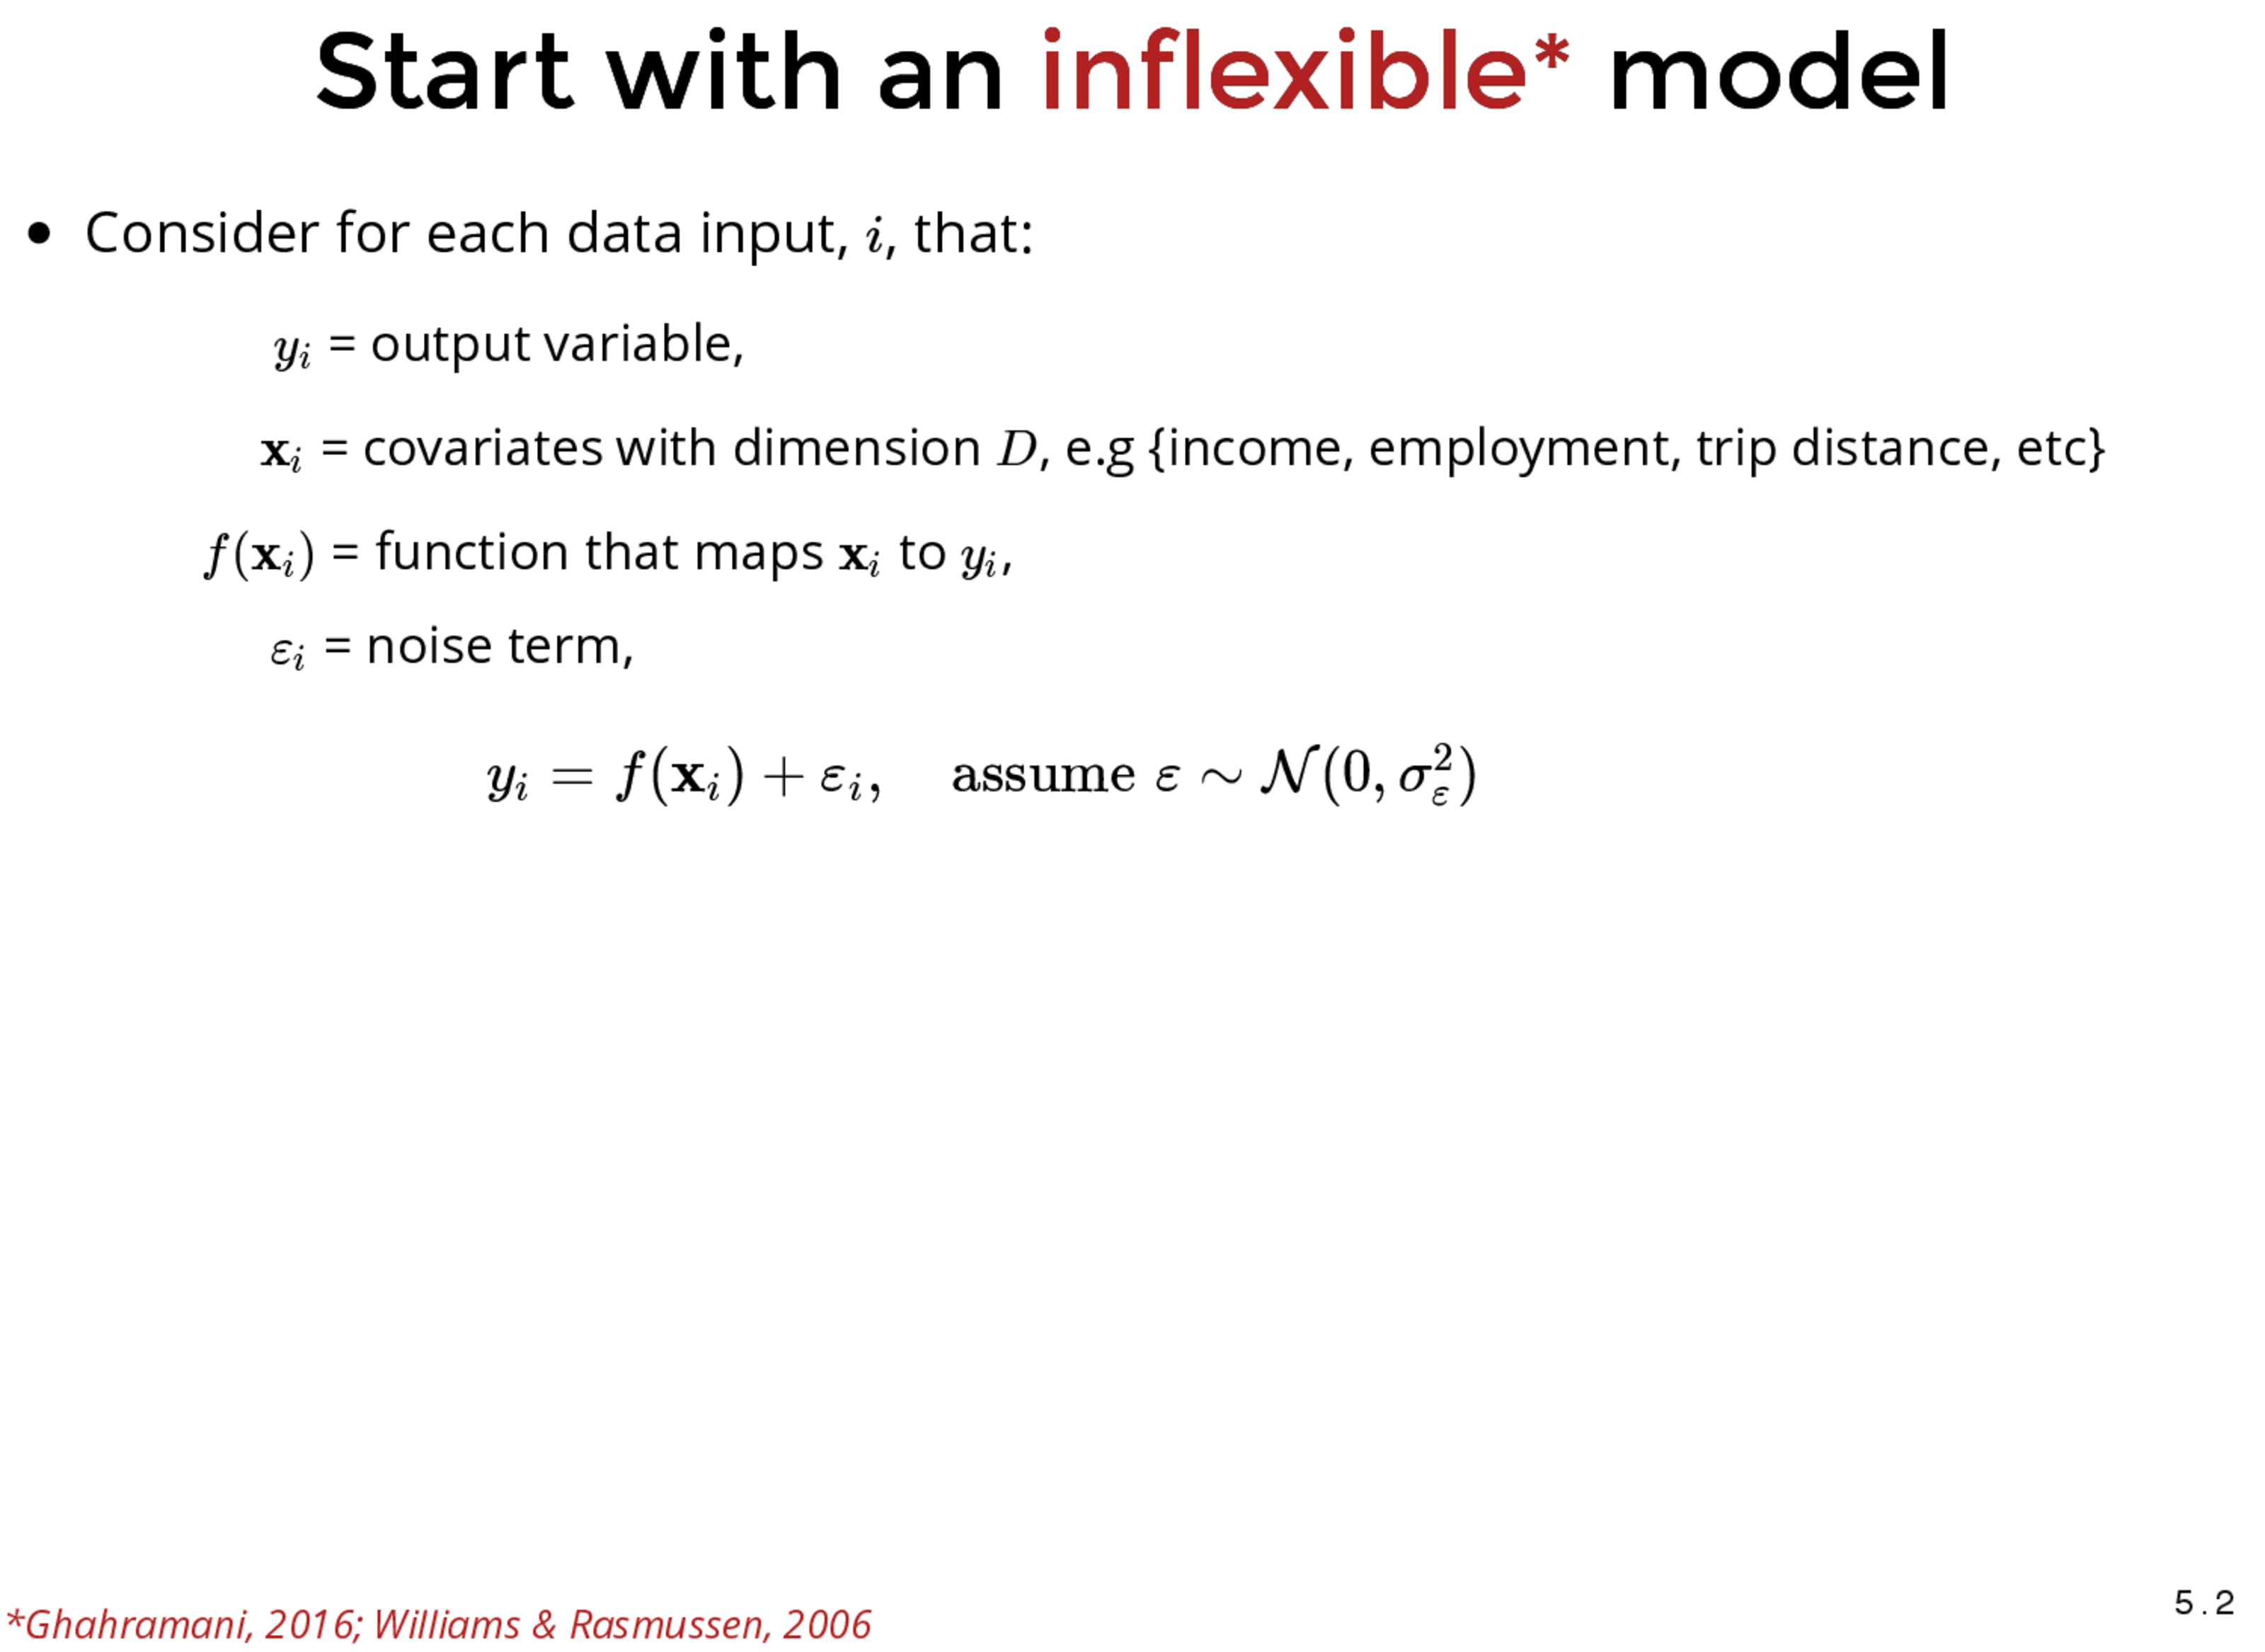 Start with an inflexible* model
• Consider for each data input, i, that:
yᵢ = output variable,
𝐱ᵢ = covariates with dimension D, e.g {income, employment, trip distance, etc}
f(𝐱ᵢ) = function that maps 𝐱ᵢ to yᵢ,
εᵢ = noise term,
yᵢ = f(𝐱ᵢ) + εᵢ, assume ε ∼ 𝒩(0, σ_ε²)
*Ghahramani, 2016; Williams & Rasmussen, 2006
5.2